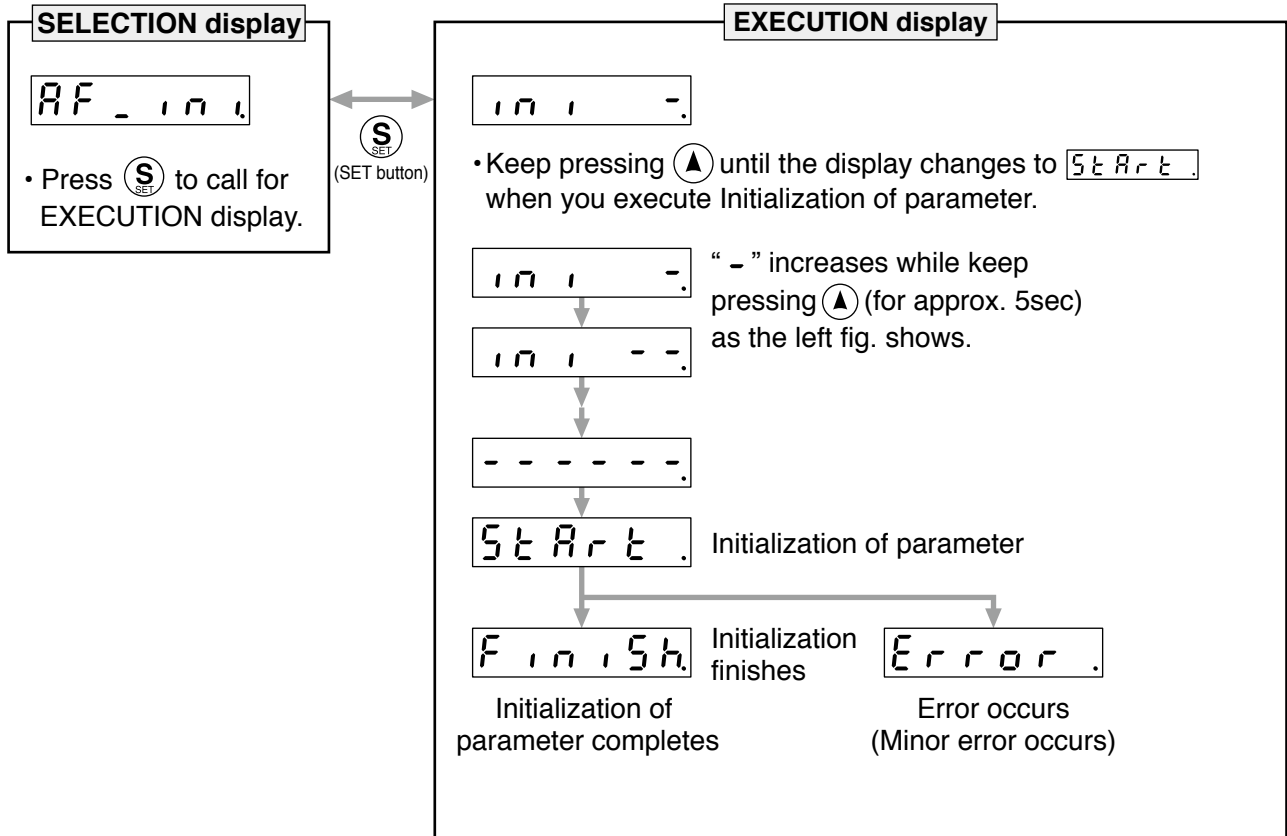 SELECTION display
AF_ini.
• Press S SET to call for
EXECUTION display.
S SET
(SET button)
EXECUTION display
ini -.
• Keep pressing ▲ until the display changes to StArt .
when you execute Initialization of parameter.
ini -.
“ - ” increases while keep
pressing ▲ (for approx. 5sec)
as the left fig. shows.
ini - -.
- - - - - -.
StArt .
Initialization of parameter
FiniSh.
Initialization
finishes
Error .
Initialization of
parameter completes
Error occurs
(Minor error occurs)